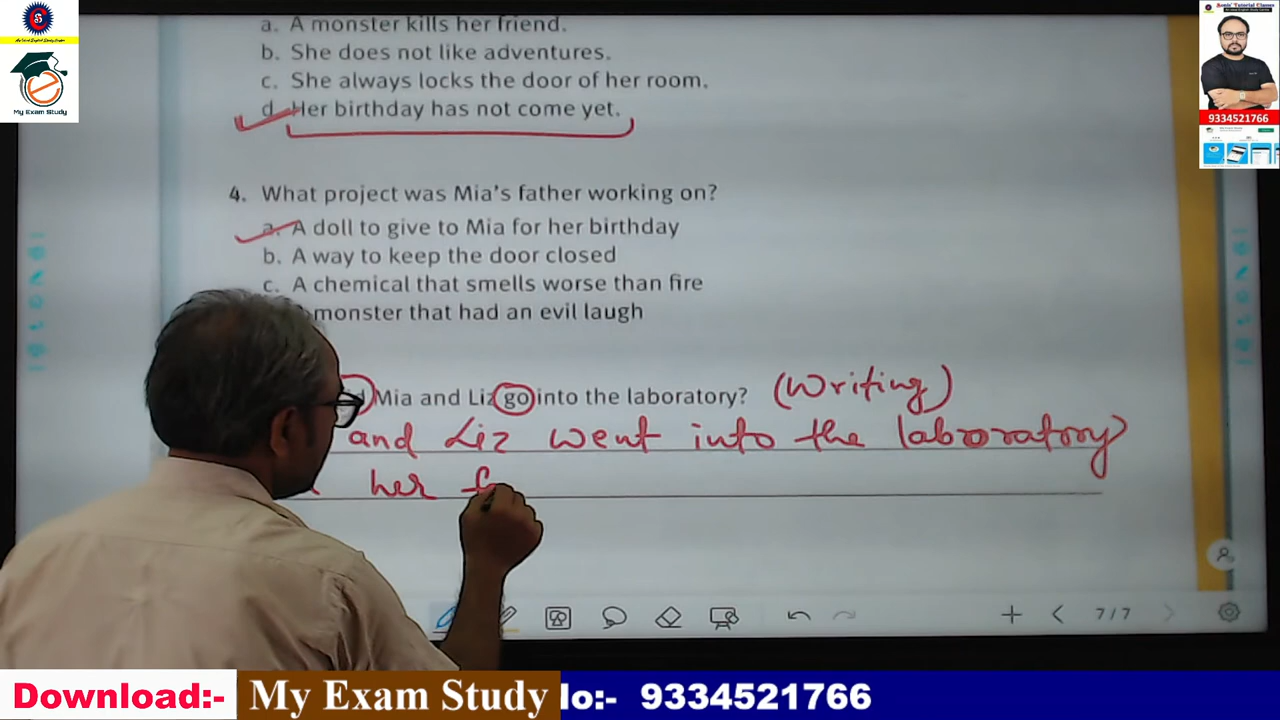 a. A monster kills her friend.
b. She does not like adventures.
c. She always locks the door of her room.
d. Her birthday has not come yet.
4. What project was Mia's father working on?
a. A doll to give to Mia for her birthday
b. A way to keep the door closed
c. A chemical that smells worse than fire
monster that had an evil laugh
Mia and Liz go into the laboratory? (Writing)
and Liz went into the laboratory
her f
7/7
My Exam Study
9334521766
Download:- My Exam Study No:- 9334521766